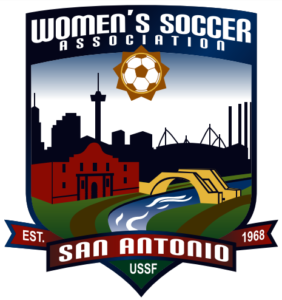 WOMEN'S SOCCER
ASSOCIATION
EST.
SAN ANTONIO
1968
USSF